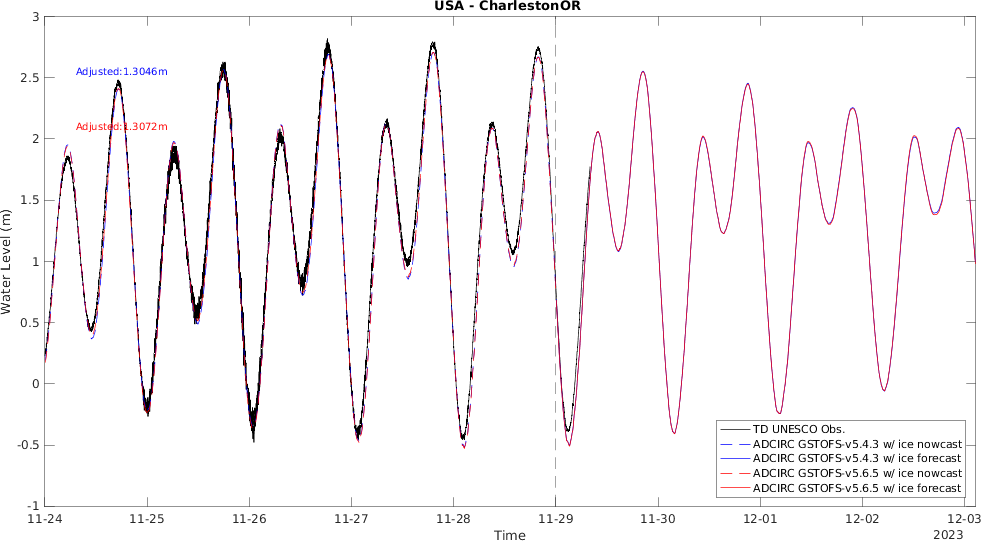 USA - CharlestonOR
3
2.5
2
1.5
1
0.5
0
-0.5
-1
Water Level (m)
Adjusted:1.3046m
Adjusted:1.3072m
TD UNESCO Obs.
ADCIRC GSTOFS-v5.4.3 w/ ice nowcast
ADCIRC GSTOFS-v5.4.3 w/ ice forecast
ADCIRC GSTOFS-v5.6.5 w/ ice nowcast
ADCIRC GSTOFS-v5.6.5 w/ ice forecast
11-24 11-25 11-26 11-27 11-28 11-29 11-30 12-01 12-02 12-03
Time
2023